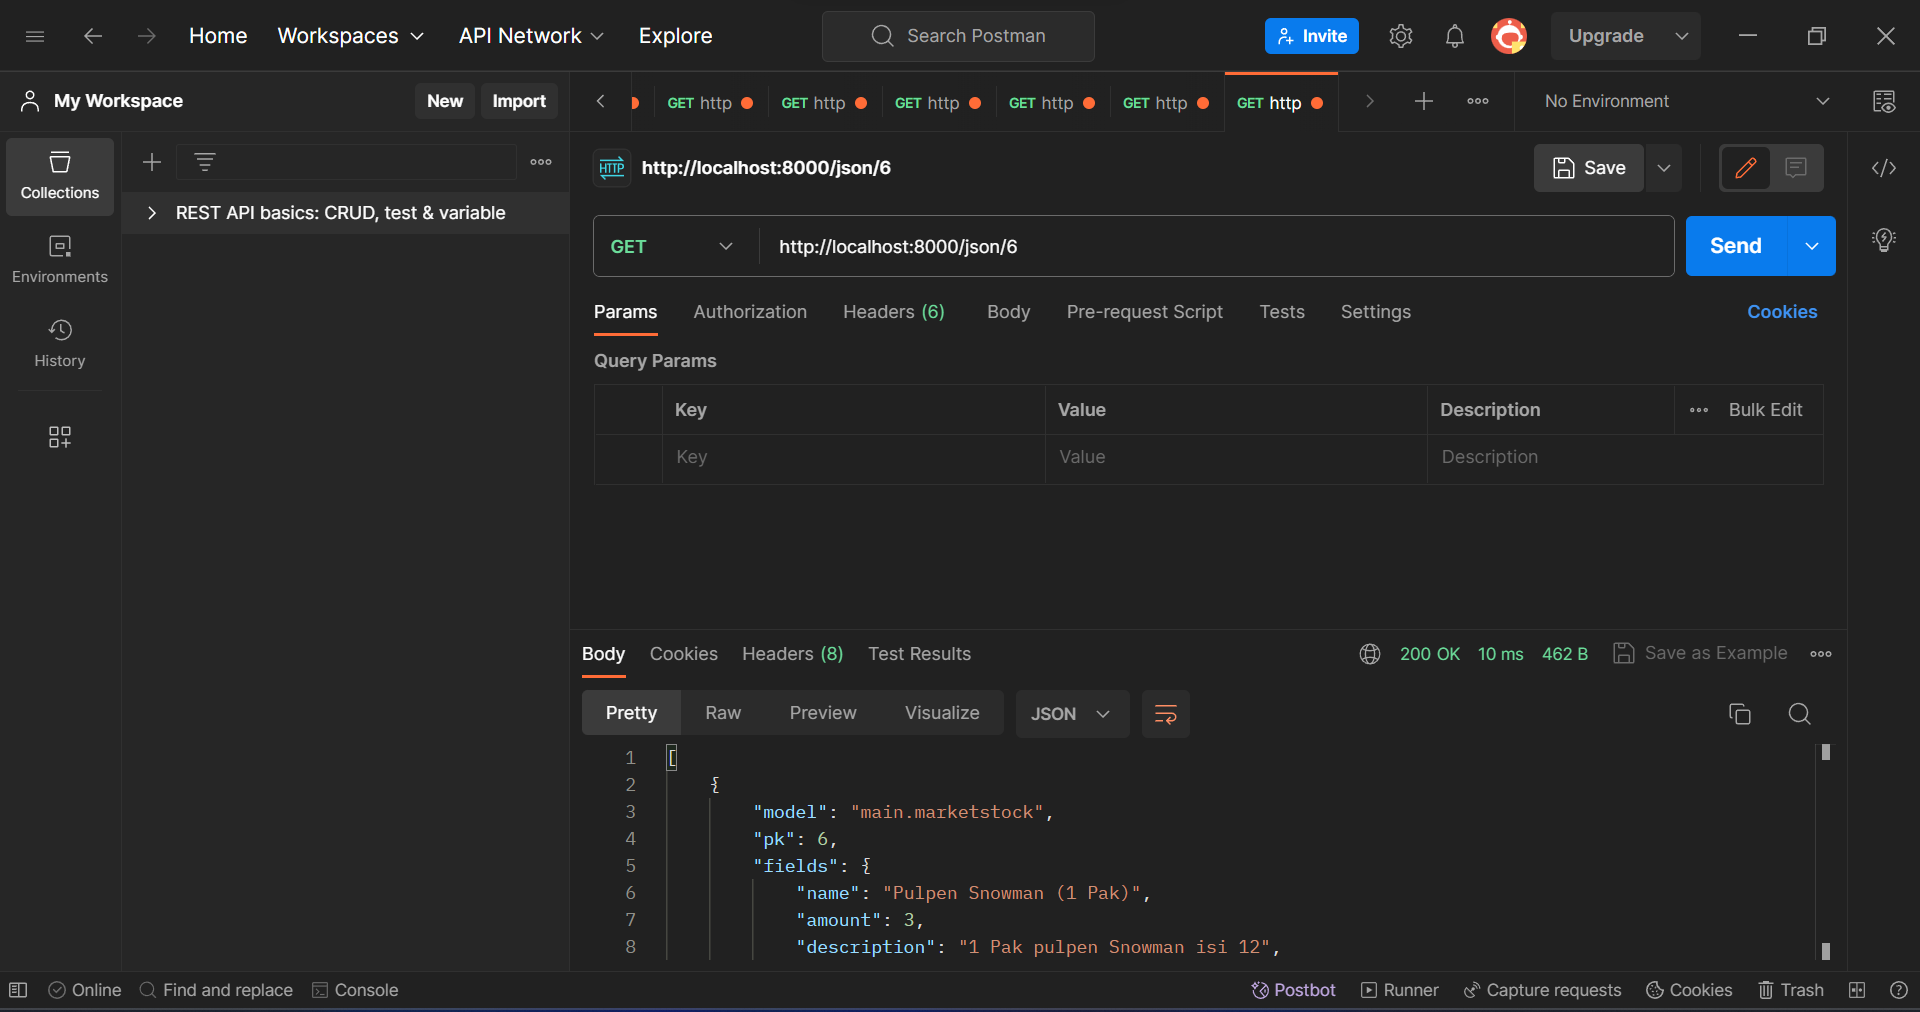 Home Workspaces API Network Explore Search Postman Invite Upgrade
My Workspace New Import GET http GET http GET http GET http GET http GET http No Environment
Collections
Environments
History
REST API basics: CRUD, test & variable
HTTP http://localhost:8000/json/6 Save
GET http://localhost:8000/json/6 Send
Params Authorization Headers (6) Body Pre-request Script Tests Settings Cookies
Query Params
Key Value Description Bulk Edit
Key Value Description
Body Cookies Headers (8) Test Results 200 OK 10 ms 462 B Save as Example
Pretty Raw Preview Visualize JSON
1 [
2 {
3 "model": "main.marketstock",
4 "pk": 6,
5 "fields": {
6 "name": "Pulpen Snowman (1 Pak)",
7 "amount": 3,
8 "description": "1 Pak pulpen Snowman isi 12",
Online Find and replace Console Postbot Runner Capture requests Cookies Trash